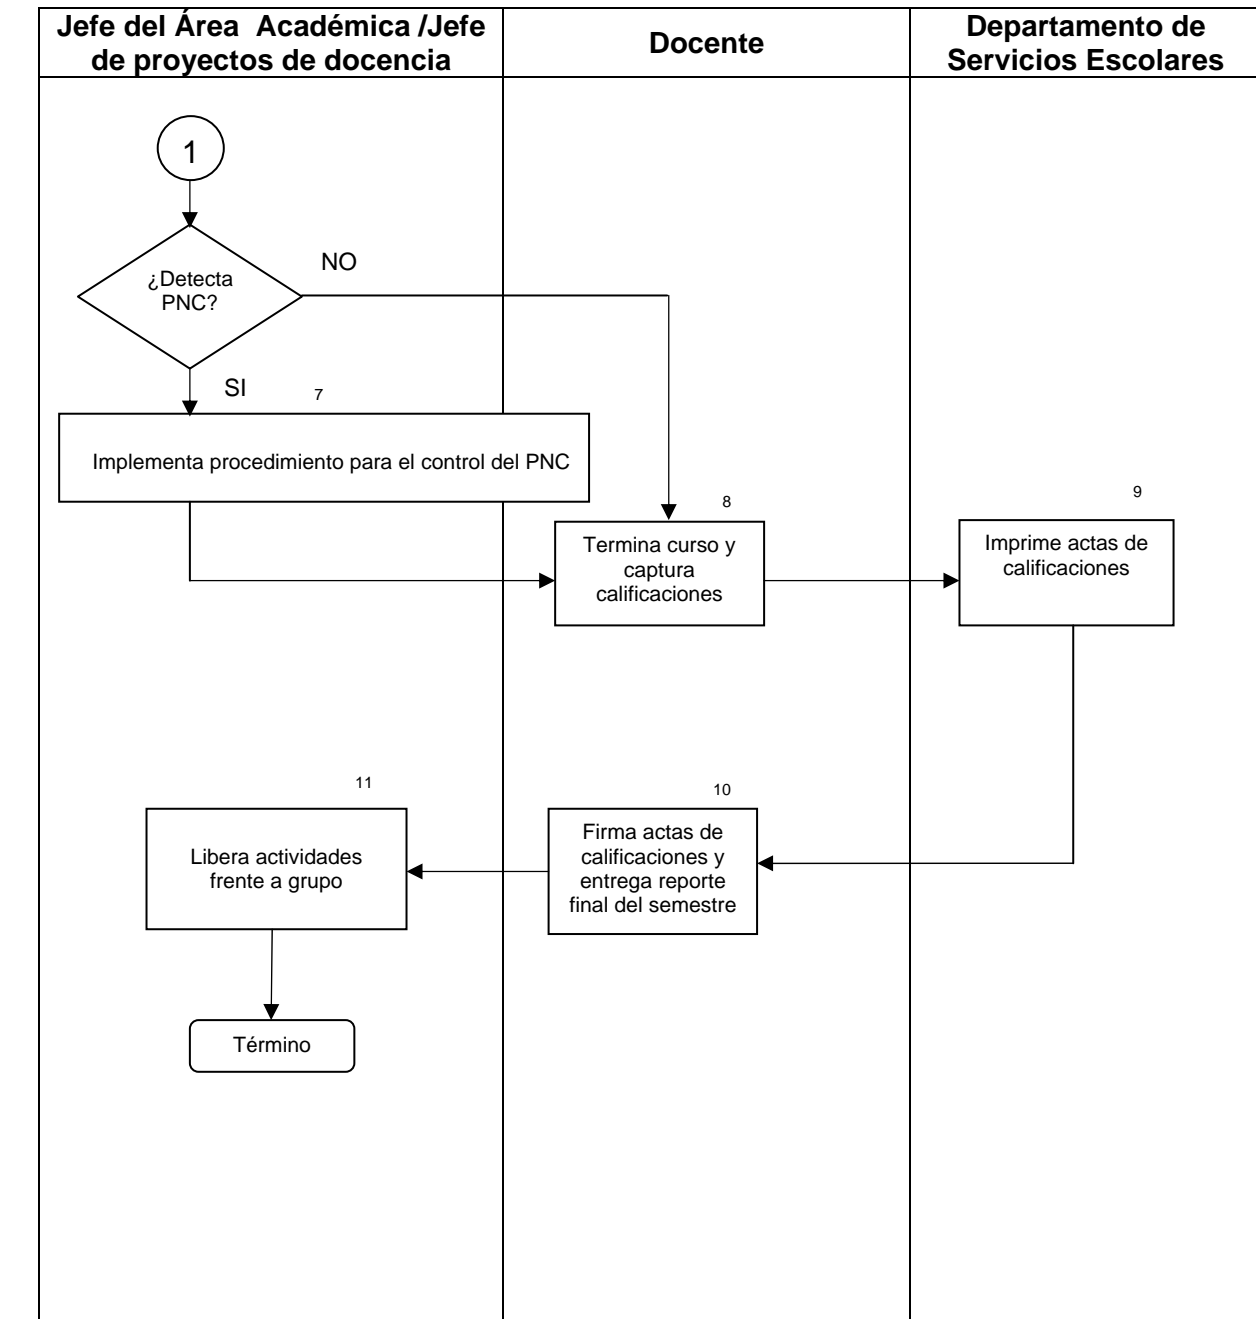 Jefe del Área Académica /Jefe
de proyectos de docencia
Docente
Departamento de
Servicios Escolares
1
¿Detecta
PNC?
NO
SI
7
Implementa procedimiento para el control del PNC
8
Termina curso y
captura
calificaciones
9
Imprime actas de
calificaciones
11
Libera actividades
frente a grupo
10
Firma actas de
calificaciones y
entrega reporte
final del semestre
Término